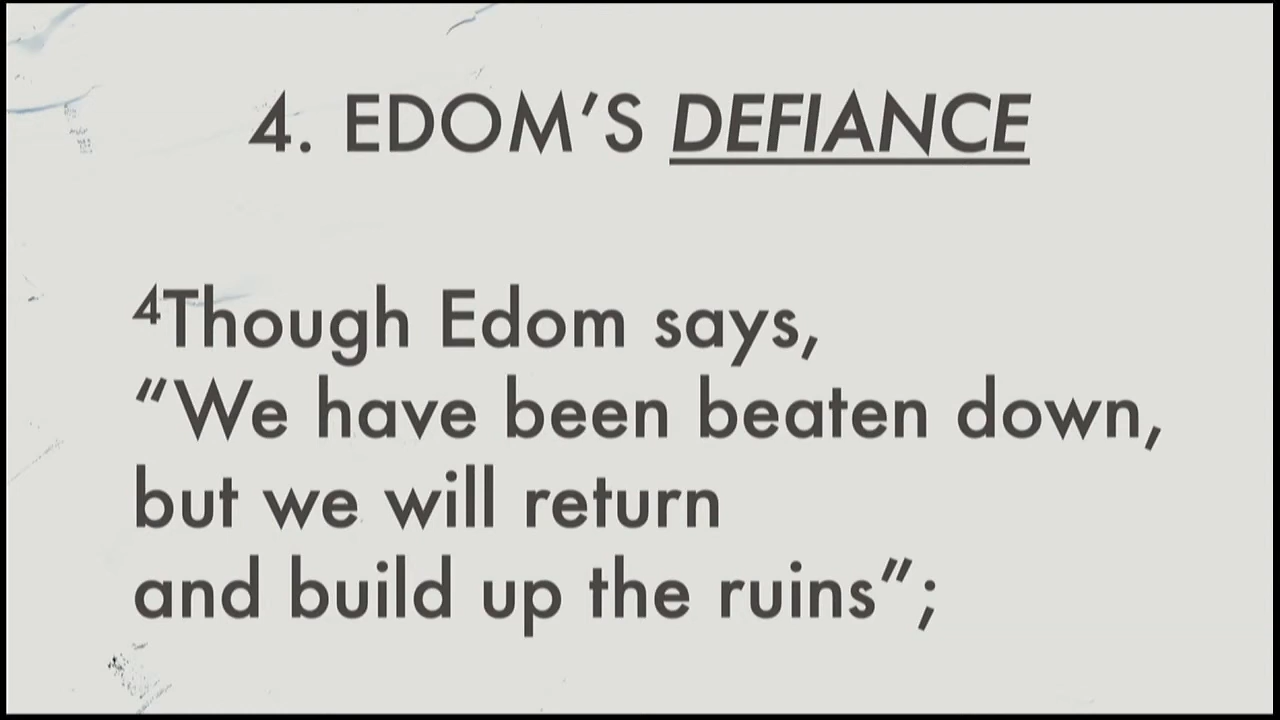 4. EDOM’S DEFIANCE
⁴Though Edom says,
“We have been beaten down,
but we will return
and build up the ruins”;